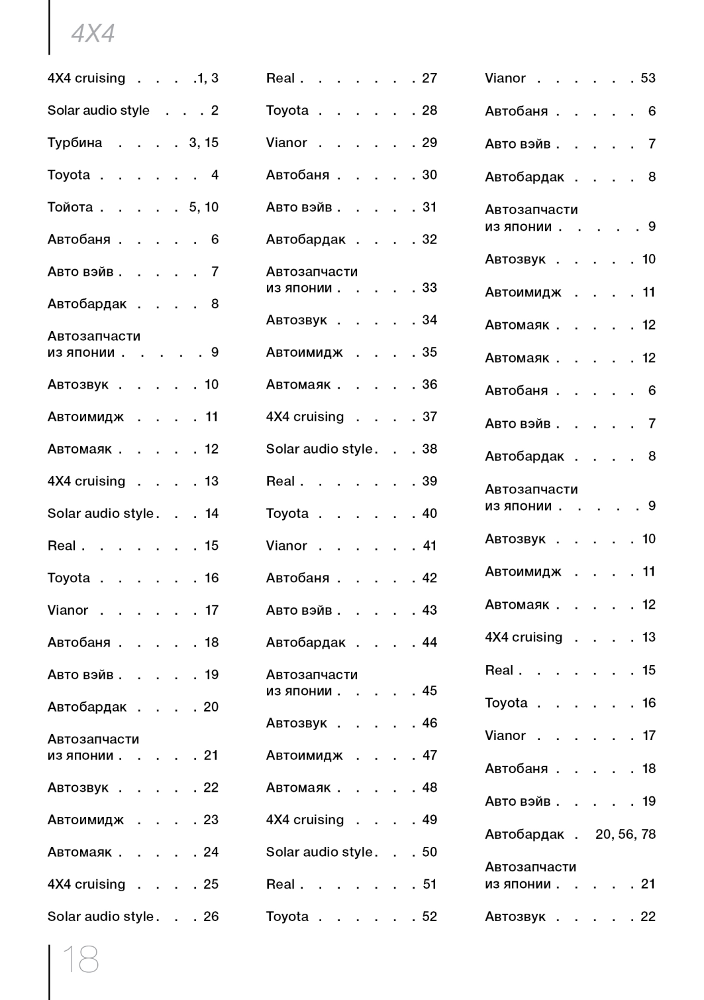 4X4
4X4 cruising . . . .1, 3
Solar audio style . . . 2
Турбина . . . . 3, 15
Toyota . . . . . . 4
Тойота . . . . . 5, 10
Автобаня . . . . . 6
Авто вэйв . . . . . 7
Автобардак . . . . 8
Автозапчасти
из японии . . . . . 9
Автозвук . . . . . 10
Автоимидж . . . . 11
Автомаяк . . . . . 12
4X4 cruising . . . . 13
Solar audio style . . . 14
Real . . . . . . . 15
Toyota . . . . . . 16
Vianor . . . . . . 17
Автобаня . . . . . 18
Авто вэйв . . . . . 19
Автобардак . . . . 20
Автозапчасти
из японии . . . . . 21
Автозвук . . . . . 22
Автоимидж . . . . 23
Автомаяк . . . . . 24
4X4 cruising . . . . 25
Solar audio style . . . 26
Real . . . . . . . 27
Toyota . . . . . . 28
Vianor . . . . . . 29
Автобаня . . . . . 30
Авто вэйв . . . . . 31
Автобардак . . . . 32
Автозапчасти
из японии . . . . . 33
Автозвук . . . . . 34
Автоимидж . . . . 35
Автомаяк . . . . . 36
4X4 cruising . . . . 37
Solar audio style . . . 38
Real . . . . . . . 39
Toyota . . . . . . 40
Vianor . . . . . . 41
Автобаня . . . . . 42
Авто вэйв . . . . . 43
Автобардак . . . . 44
Автозапчасти
из японии . . . . . 45
Автозвук . . . . . 46
Автоимидж . . . . 47
Автомаяк . . . . . 48
4X4 cruising . . . . 49
Solar audio style . . . 50
Real . . . . . . . 51
Toyota . . . . . . 52
Vianor . . . . . . 53
Автобаня . . . . . 6
Авто вэйв . . . . . 7
Автобардак . . . . 8
Автозапчасти
из японии . . . . . 9
Автозвук . . . . . 10
Автоимидж . . . . 11
Автомаяк . . . . . 12
Автомаяк . . . . . 12
Автобаня . . . . . 6
Авто вэйв . . . . . 7
Автобардак . . . . 8
Автозапчасти
из японии . . . . . 9
Автозвук . . . . . 10
Автоимидж . . . . 11
Автомаяк . . . . . 12
4X4 cruising . . . . 13
Real . . . . . . . 15
Toyota . . . . . . 16
Vianor . . . . . . 17
Автобаня . . . . . 18
Авто вэйв . . . . . 19
Автобардак . 20, 56, 78
Автозапчасти
из японии . . . . . 21
Автозвук . . . . . 22
18